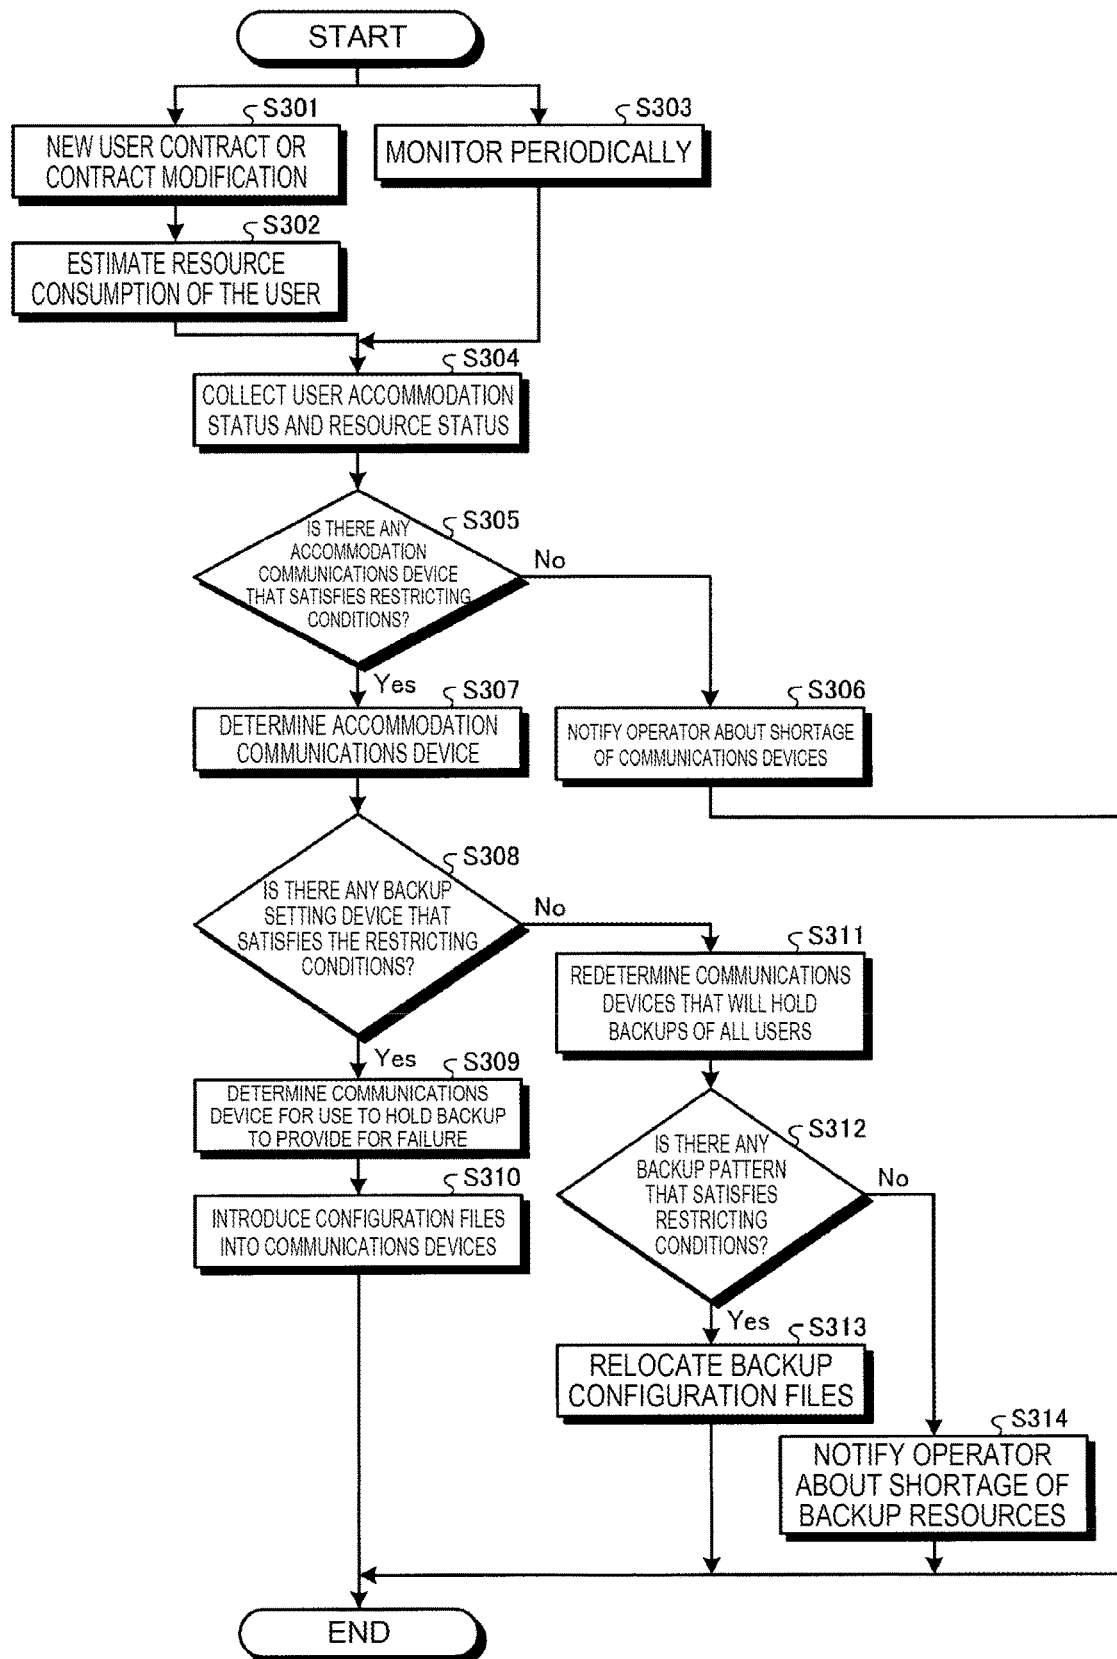 START
S301
NEW USER CONTRACT OR
CONTRACT MODIFICATION
S303
MONITOR PERIODICALLY
S302
ESTIMATE RESOURCE
CONSUMPTION OF THE USER
S304
COLLECT USER ACCOMMODATION
STATUS AND RESOURCE STATUS
S305
IS THERE ANY
ACCOMMODATION
COMMUNICATIONS DEVICE
THAT SATISFIES RESTRICTING
CONDITIONS?
No
Yes
S307
DETERMINE ACCOMMODATION
COMMUNICATIONS DEVICE
S306
NOTIFY OPERATOR ABOUT SHORTAGE
OF COMMUNICATIONS DEVICES
S308
IS THERE ANY BACKUP
SETTING DEVICE THAT
SATISFIES THE RESTRICTING
CONDITIONS?
No
Yes
S311
REDETERMINE COMMUNICATIONS
DEVICES THAT WILL HOLD
BACKUPS OF ALL USERS
S309
DETERMINE COMMUNICATIONS
DEVICE FOR USE TO HOLD BACKUP
TO PROVIDE FOR FAILURE
S312
IS THERE ANY
BACKUP PATTERN
THAT SATISFIES
RESTRICTING
CONDITIONS?
No
Yes
S310
INTRODUCE CONFIGURATION FILES
INTO COMMUNICATIONS DEVICES
S313
RELOCATE BACKUP
CONFIGURATION FILES
S314
NOTIFY OPERATOR
ABOUT SHORTAGE OF
BACKUP RESOURCES
END